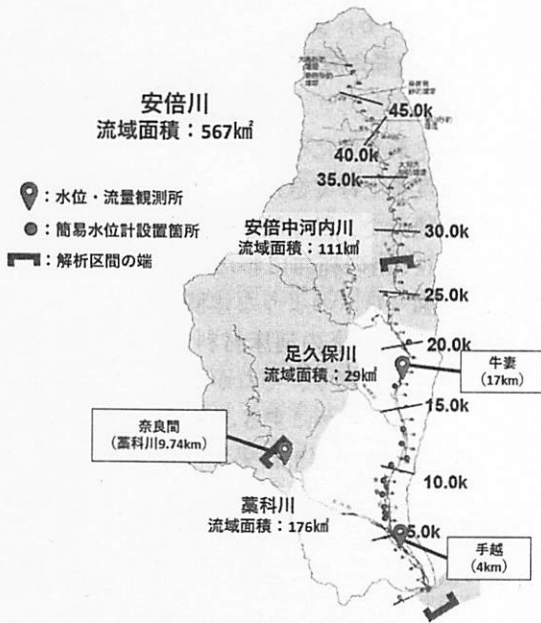 安倍川
流域面積：567k㎡
：水位・流量観測所
：簡易水位計設置箇所
：解析区間の端
45.0k
40.0k
35.0k
安倍中河内川
流域面積：111k㎡
30.0k
25.0k
20.0k
足久保川
流域面積：29k㎡
牛妻
（17km）
15.0k
奈良間
（藁科川9.74km）
10.0k
藁科川
流域面積：176k㎡
5.0k
手越
（4km）